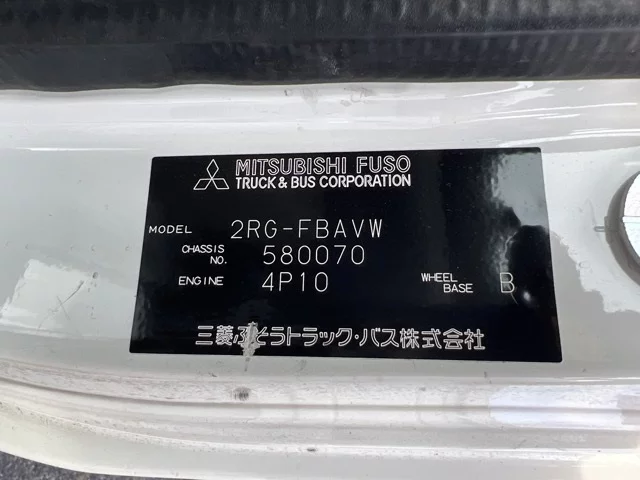 MITSUBISHI FUSO
TRUCK & BUS CORPORATION
MODEL 2RG-FBAVW
CHASSIS NO. 580070
ENGINE 4P10 WHEEL BASE B
三菱ふそうトラック・バス株式会社